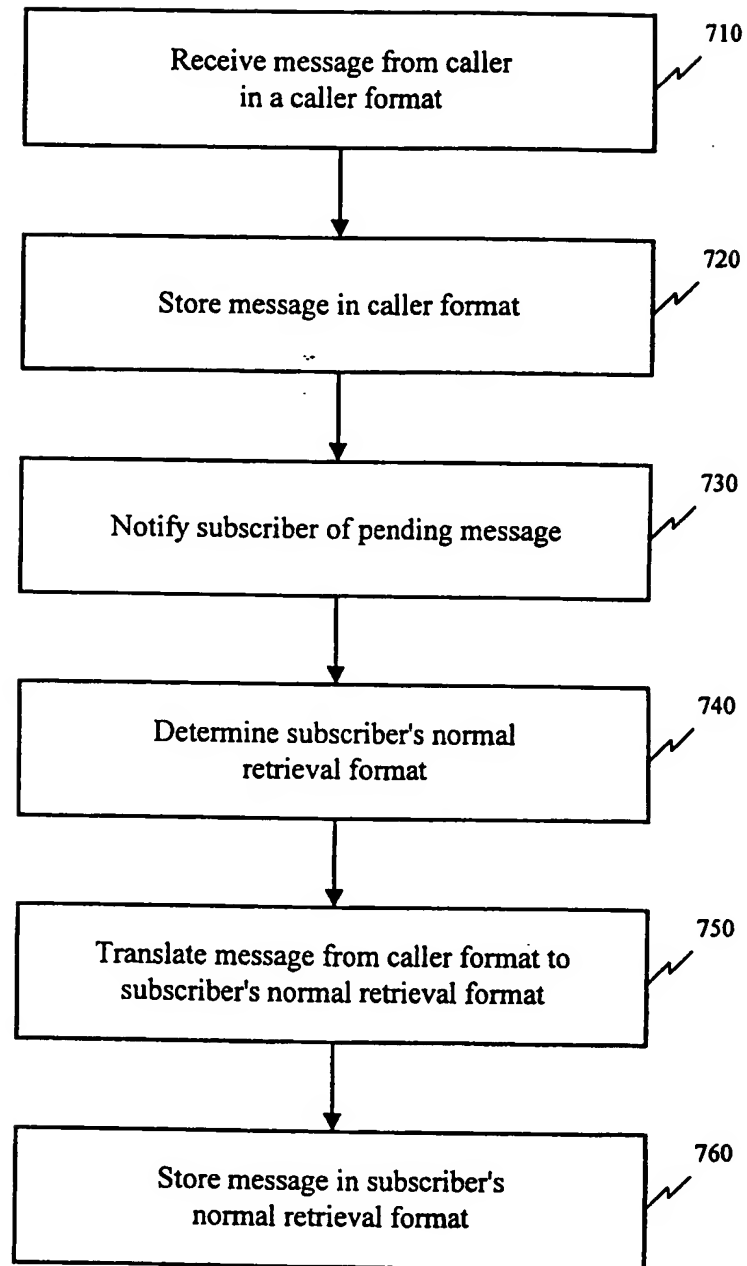 710
Receive message from caller
in a caller format
720
Store message in caller format
730
Notify subscriber of pending message
740
Determine subscriber's normal
retrieval format
750
Translate message from caller format to
subscriber's normal retrieval format
760
Store message in subscriber's
normal retrieval format